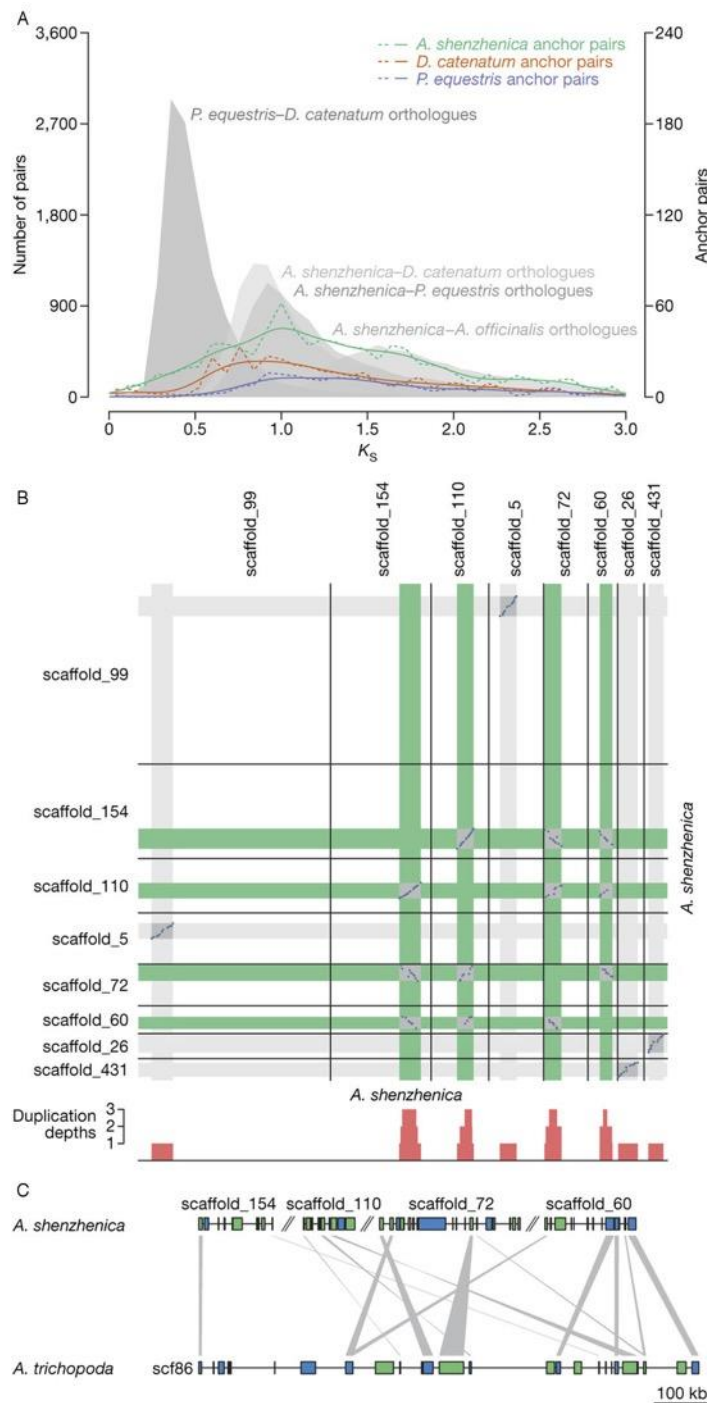 A
3,600
2,700
1,800
900
0
Number of pairs
240
180
120
60
0
Anchor pairs
A. shenzhenica anchor pairs
D. catenatum anchor pairs
P. equestris anchor pairs
P. equestris–D. catenatum orthologues
A. shenzhenica–D. catenatum orthologues
A. shenzhenica–P. equestris orthologues
A. shenzhenica–A. officinalis orthologues
0 0.5 1.0 1.5 2.0 2.5 3.0
KS
B
scaffold_99
scaffold_154
scaffold_110
scaffold_5
scaffold_72
scaffold_60
scaffold_26
scaffold_431
scaffold_99
scaffold_154
scaffold_110
scaffold_5
scaffold_72
scaffold_60
scaffold_26
scaffold_431
A. shenzhenica
A. shenzhenica
Duplication
depths
3
2
1
C
scaffold_154 scaffold_110 scaffold_72 scaffold_60
A. shenzhenica
A. trichopoda scf86
100 kb